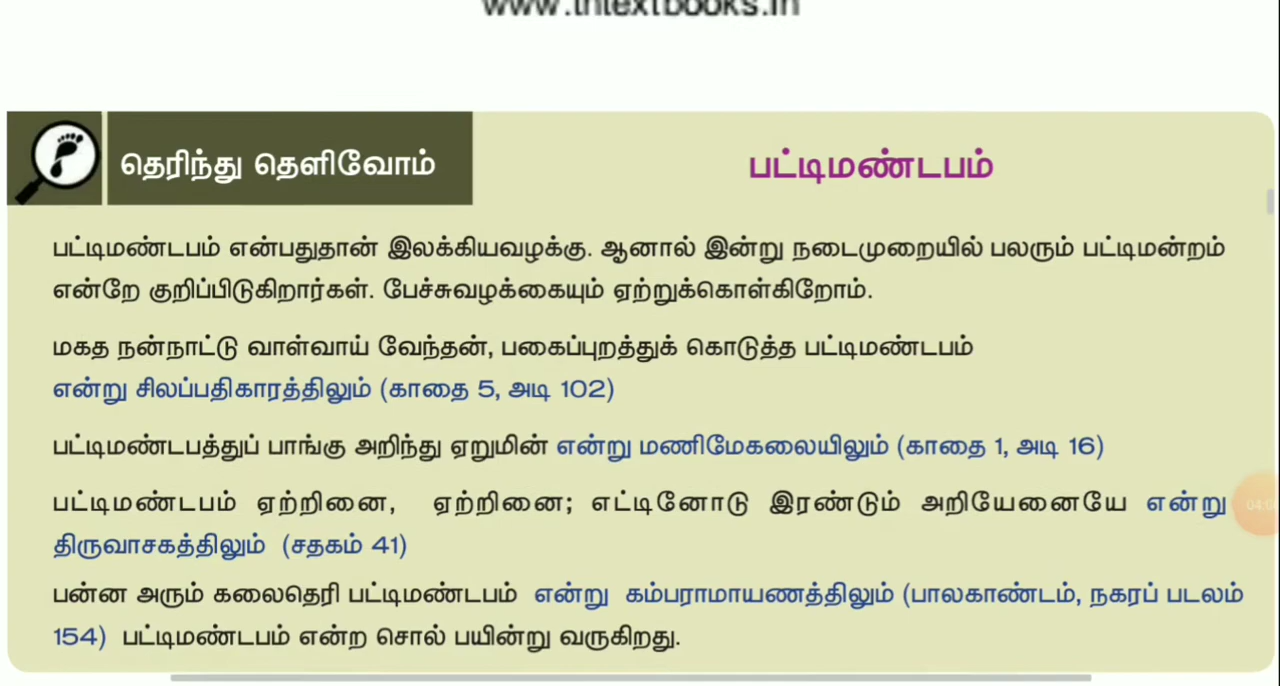 www.tntextbooks.in
தெரிந்து தெளிவோம்
பட்டிமண்டபம்
பட்டிமண்டபம் என்பதுதான் இலக்கியவழக்கு. ஆனால் இன்று நடைமுறையில் பலரும் பட்டிமன்றம்
என்றே குறிப்பிடுகிறார்கள். பேச்சுவழக்கையும் ஏற்றுக்கொள்கிறோம்.
மகத நன்நாட்டு வாள்வாய் வேந்தன், பகைப்புறத்துக் கொடுத்த பட்டிமண்டபம்
என்று சிலப்பதிகாரத்திலும் (காதை 5, அடி 102)
பட்டிமண்டபத்துப் பாங்கு அறிந்து ஏறுமின் என்று மணிமேகலையிலும் (காதை 1, அடி 16)
பட்டிமண்டபம் ஏற்றினை, ஏற்றினை; எட்டினோடு இரண்டும் அறியேனையே என்று
திருவாசகத்திலும் (சதகம் 41)
பன்ன அரும் கலைதெரி பட்டிமண்டபம் என்று கம்பராமாயணத்திலும் (பாலகாண்டம், நகரப் படலம்
154) பட்டிமண்டபம் என்ற சொல் பயின்று வருகிறது.